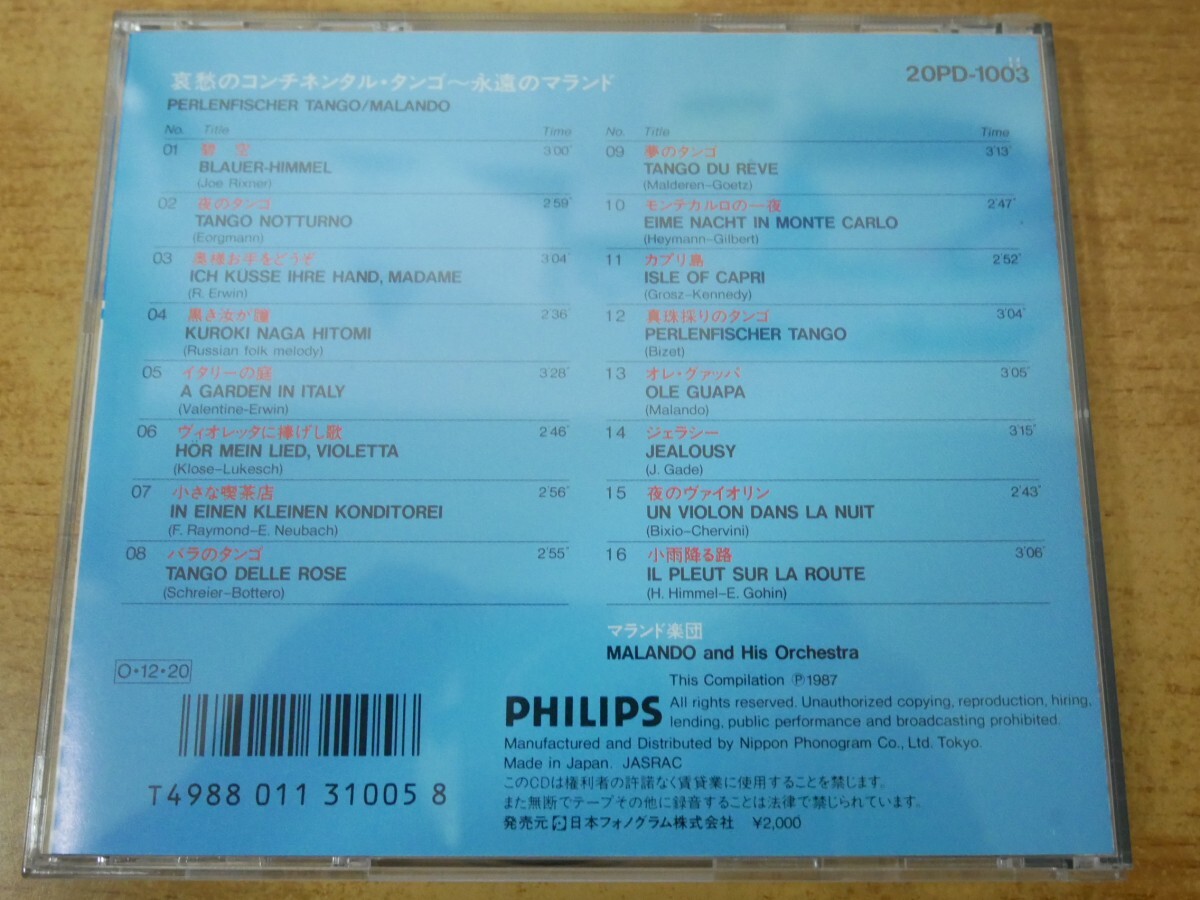 哀愁のコンチネンタル・タンゴ〜永遠のマランド
PERLENFISCHER TANGO/MALANDO
20PD-1003
No. Title Time
01 碧空 3'00"
BLAUER-HIMMEL
(Joe Rixner)
02 夜のタンゴ 2'59"
TANGO NOTTURNO
(Eorgmann)
03 奥様お手をどうぞ 3'04"
ICH KÜSSE IHRE HAND, MADAME
(R. Erwin)
04 黒き汝が瞳 2'36"
KUROKI NAGA HITOMI
(Russian folk melody)
05 イタリーの庭 3'28"
A GARDEN IN ITALY
(Valentine-Erwin)
06 ヴィオレッタに捧げし歌 2'46"
HÖR MEIN LIED, VIOLETTA
(Klose-Lukesch)
07 小さな喫茶店 2'56"
IN EINEN KLEINEN KONDITOREI
(F. Raymond-E. Neubach)
08 バラのタンゴ 2'55"
TANGO DELLE ROSE
(Schreier-Bottero)
No. Title Time
09 夢のタンゴ 3'13"
TANGO DU RÊVE
(Malderen-Goetz)
10 モンテカルロの一夜 2'47"
EIME NACHT IN MONTE CARLO
(Heymann-Gilbert)
11 カプリ島 2'52"
ISLE OF CAPRI
(Grosz-Kennedy)
12 真珠採りのタンゴ 3'04"
PERLENFISCHER TANGO
(Bizet)
13 オレ・グァッパ 3'05"
OLE GUAPA
(Malando)
14 ジェラシー 3'15"
JEALOUSY
(J. Gade)
15 夜のヴァイオリン 2'43"
UN VIOLON DANS LA NUIT
(Bixio-Chervini)
16 小雨降る路 3'06"
IL PLEUT SUR LA ROUTE
(H. Himmel-E. Gohin)
マランド楽団
MALANDO and His Orchestra
This Compilation Ⓟ1987
PHILIPS
All rights reserved. Unauthorized copying, reproduction, hiring,
lending, public performance and broadcasting prohibited.
Manufactured and Distributed by Nippon Phonogram Co., Ltd. Tokyo.
Made in Japan. JASRAC
このCDは権利者の許諾なく賃貸業に使用することを禁じます。
また無断でテープその他に録音することは法律で禁じられています。
発売元 日本フォノグラム株式会社 ¥2,000
O・12・20
T4988 011 31005 8